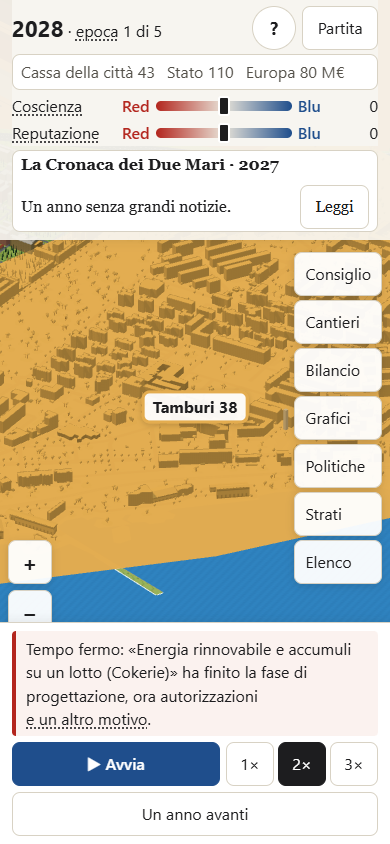 2028 · epoca 1 di 5
?
Partita
Cassa della città 43 Stato 110 Europa 80 M€
Coscienza Red Blu 0
Reputazione Red Blu 0
La Cronaca dei Due Mari · 2027
Un anno senza grandi notizie.
Leggi
Consiglio
Cantieri
Bilancio
Tamburi 38
Grafici
Politiche
Strati
Elenco
+
−
Tempo fermo: «Energia rinnovabile e accumuli
su un lotto (Cokerie)» ha finito la fase di
progettazione, ora autorizzazioni
e un altro motivo.
▶ Avvia
1×
2×
3×
Un anno avanti